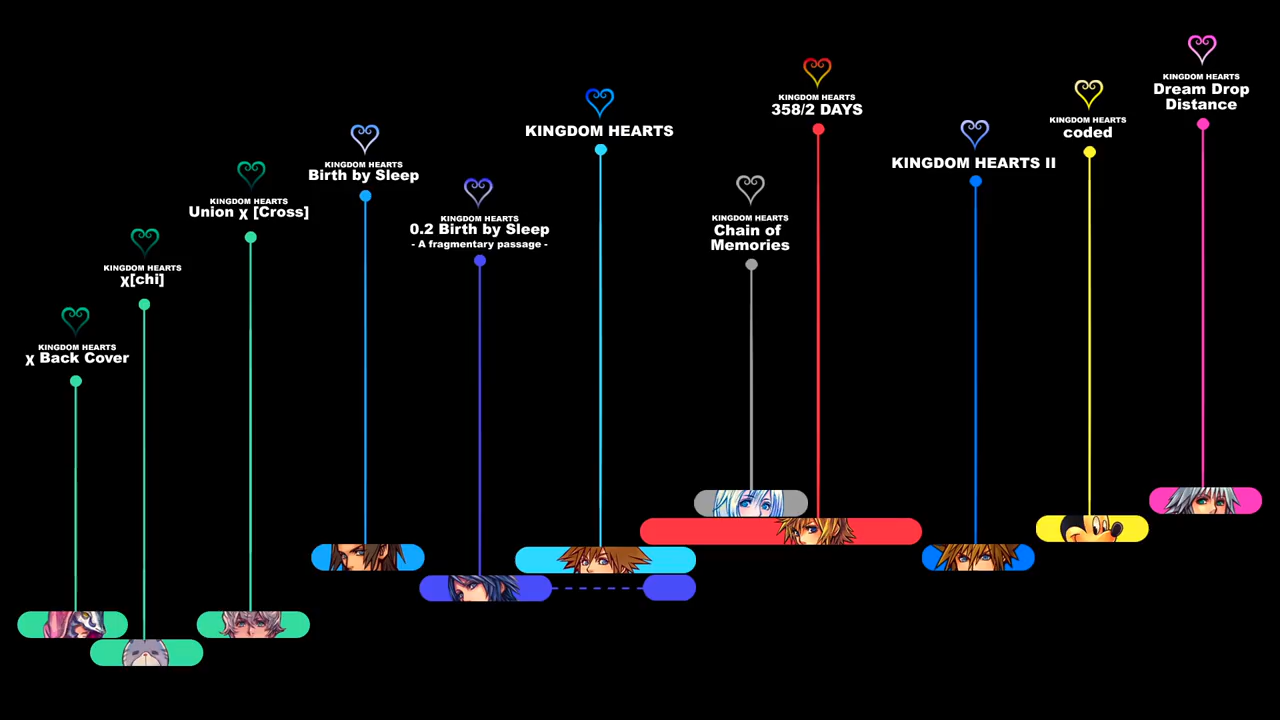 KINGDOM HEARTS
χ Back Cover
KINGDOM HEARTS
χ[chi]
KINGDOM HEARTS
Union χ [Cross]
KINGDOM HEARTS
Birth by Sleep
KINGDOM HEARTS
0.2 Birth by Sleep
- A fragmentary passage -
KINGDOM HEARTS
KINGDOM HEARTS
Chain of
Memories
KINGDOM HEARTS
358/2 DAYS
KINGDOM HEARTS II
KINGDOM HEARTS
coded
KINGDOM HEARTS
Dream Drop
Distance